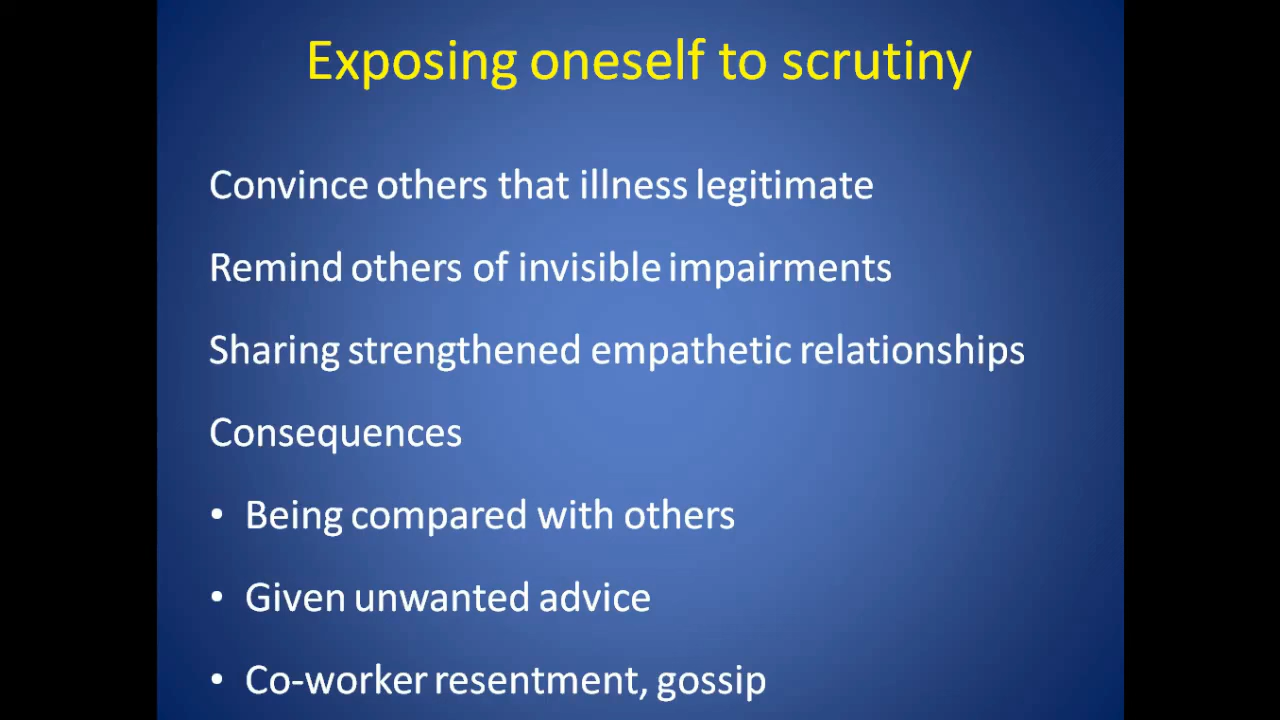 Exposing oneself to scrutiny
Convince others that illness legitimate
Remind others of invisible impairments
Sharing strengthened empathetic relationships
Consequences
• Being compared with others
• Given unwanted advice
• Co-worker resentment, gossip